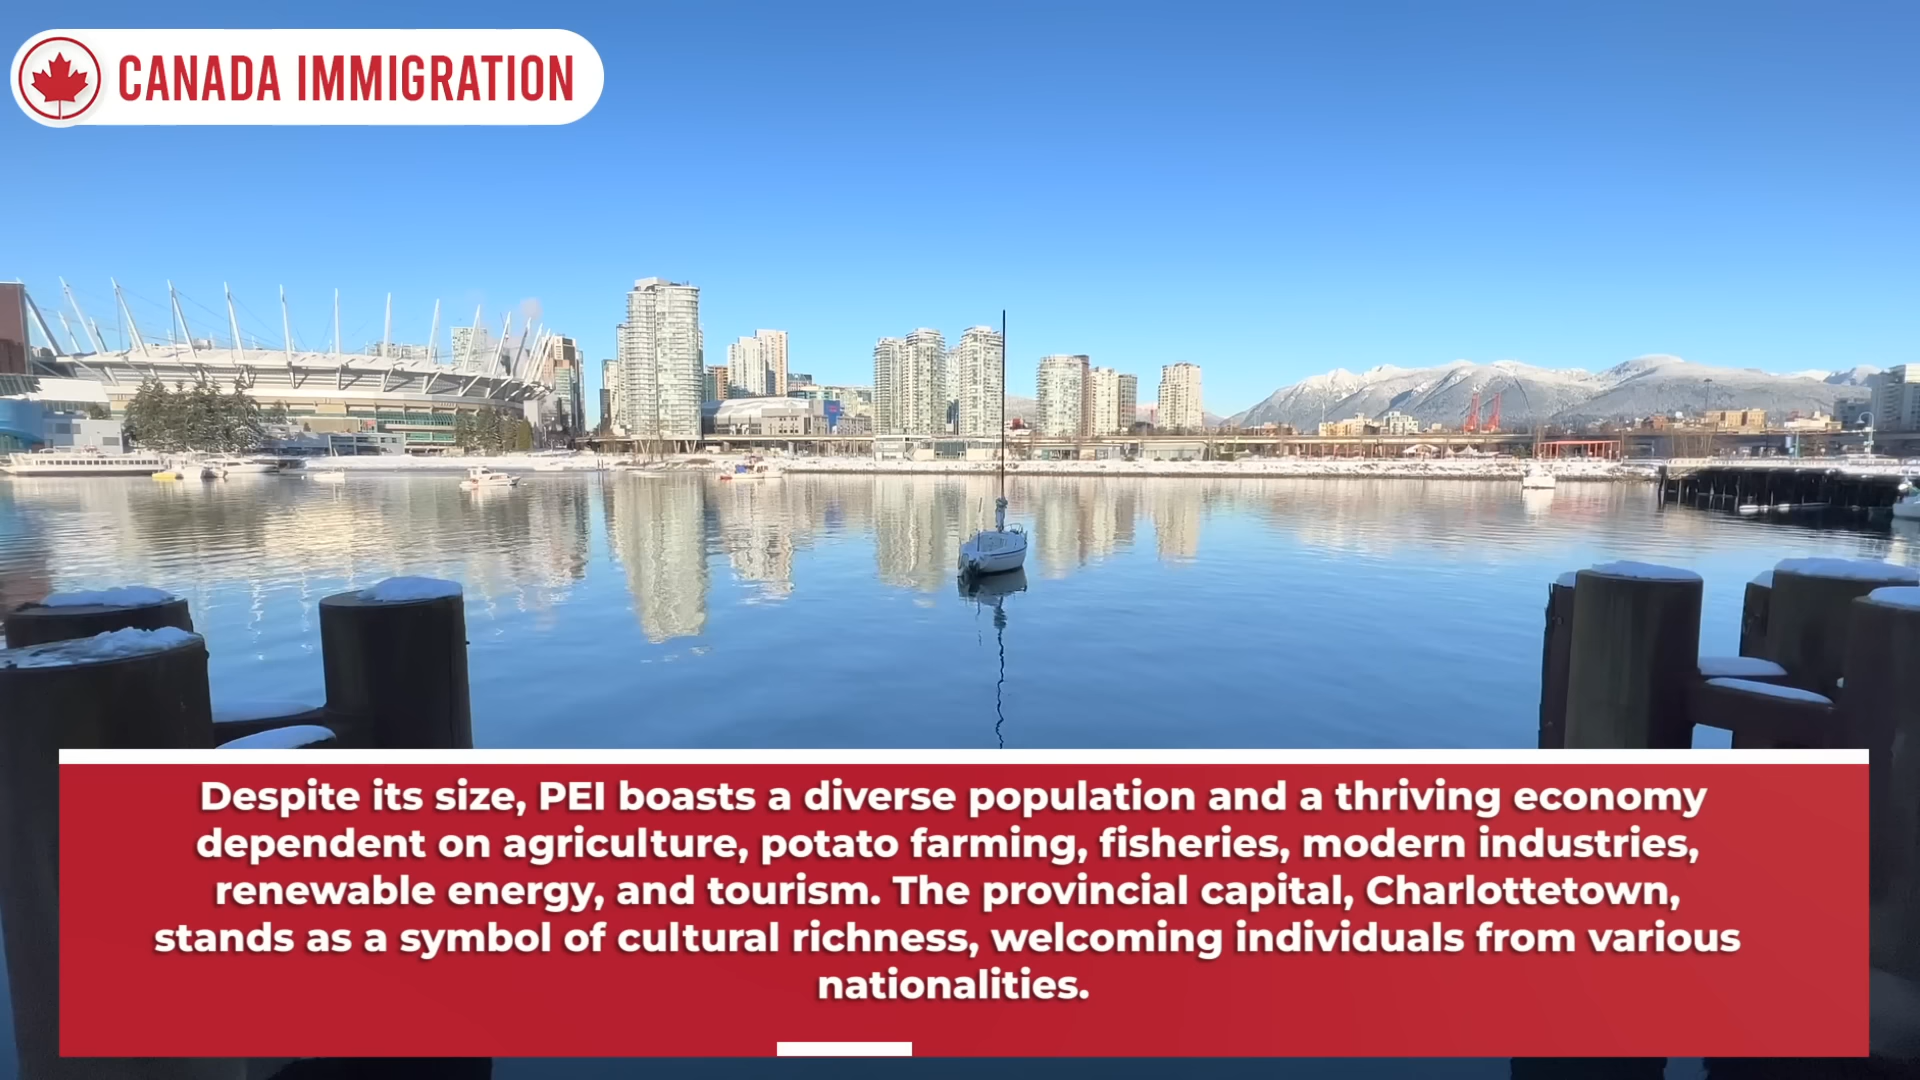 CANADA IMMIGRATION
Despite its size, PEI boasts a diverse population and a thriving economy
dependent on agriculture, potato farming, fisheries, modern industries,
renewable energy, and tourism. The provincial capital, Charlottetown,
stands as a symbol of cultural richness, welcoming individuals from various
nationalities.